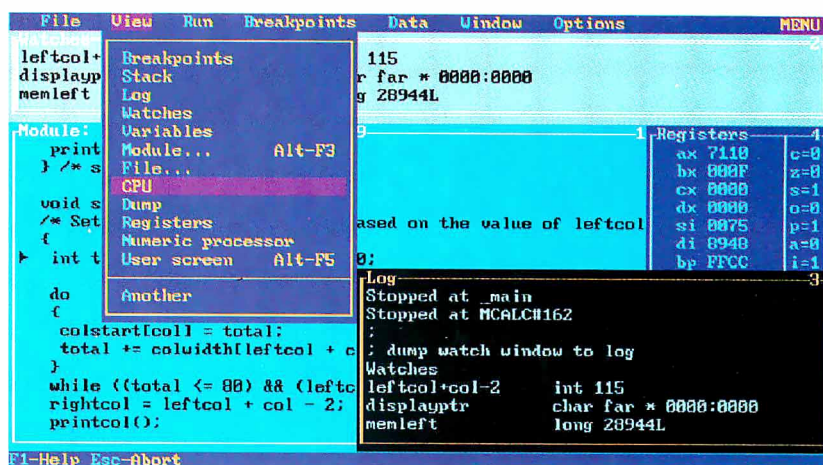 File View Run Breakpoints Data Window Options MENU
2
leftcol+ 115
displayp r far * 0000:0000
memleft g 28944L
Breakpoints
Stack
Log
Watches
Variables
Module... Alt-F3
File...
CPU
Dump
Registers
Numeric processor
User screen Alt-F5
Another
Module: 9 1
print
} /* s
void s
/* Set ased on the value of leftcol
{
int t 0;
do
{
colstart[col] = total;
total += colwidth[leftcol + c
}
while ((total <= 80) && (leftc
rightcol = leftcol + col - 2;
printcol();
Registers 4
ax 7110 c=0
bx 000F z=0
cx 0000 s=1
dx 0000 o=0
si 0075 p=1
di 8948 a=0
bp FFCC i=1
Log 3
Stopped at _main
Stopped at MCALC#162
;
; dump watch window to log
Watches
leftcol+col-2 int 115
displayptr char far * 0000:0000
memleft long 28944L
F1-Help Esc-Abort